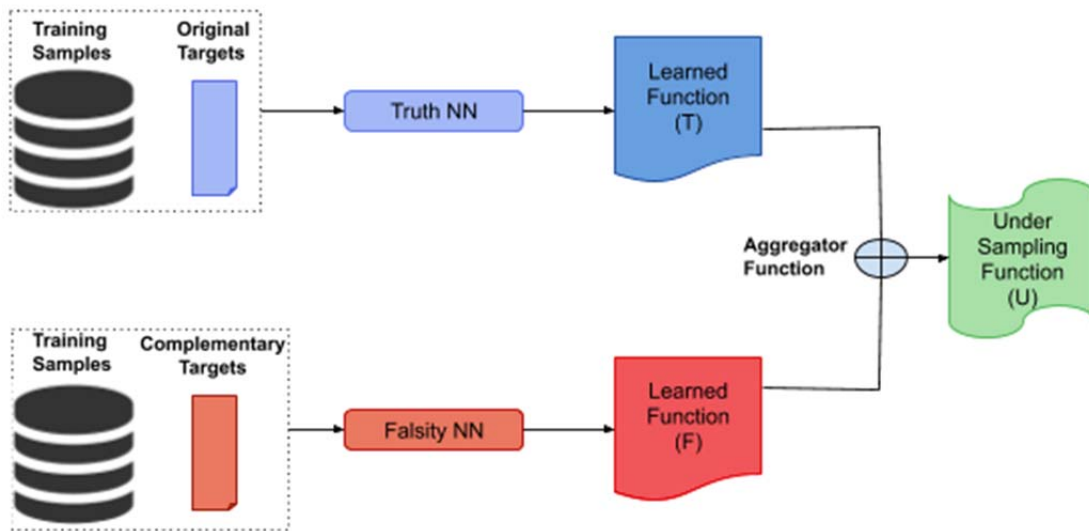 Training
Samples
Original
Targets
Truth NN
Learned
Function
(T)
Aggregator
Function
Under
Sampling
Function
(U)
Training
Samples
Complementary
Targets
Falsity NN
Learned
Function
(F)